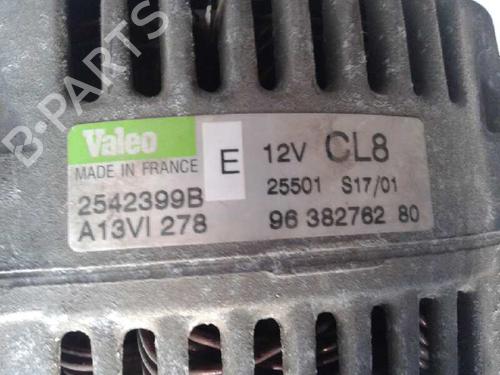 B-PARTS
Valeo
MADE IN FRANCE
E
12V CL8
2542399B
25501 S17/01
A13VI 278
96 382762 80